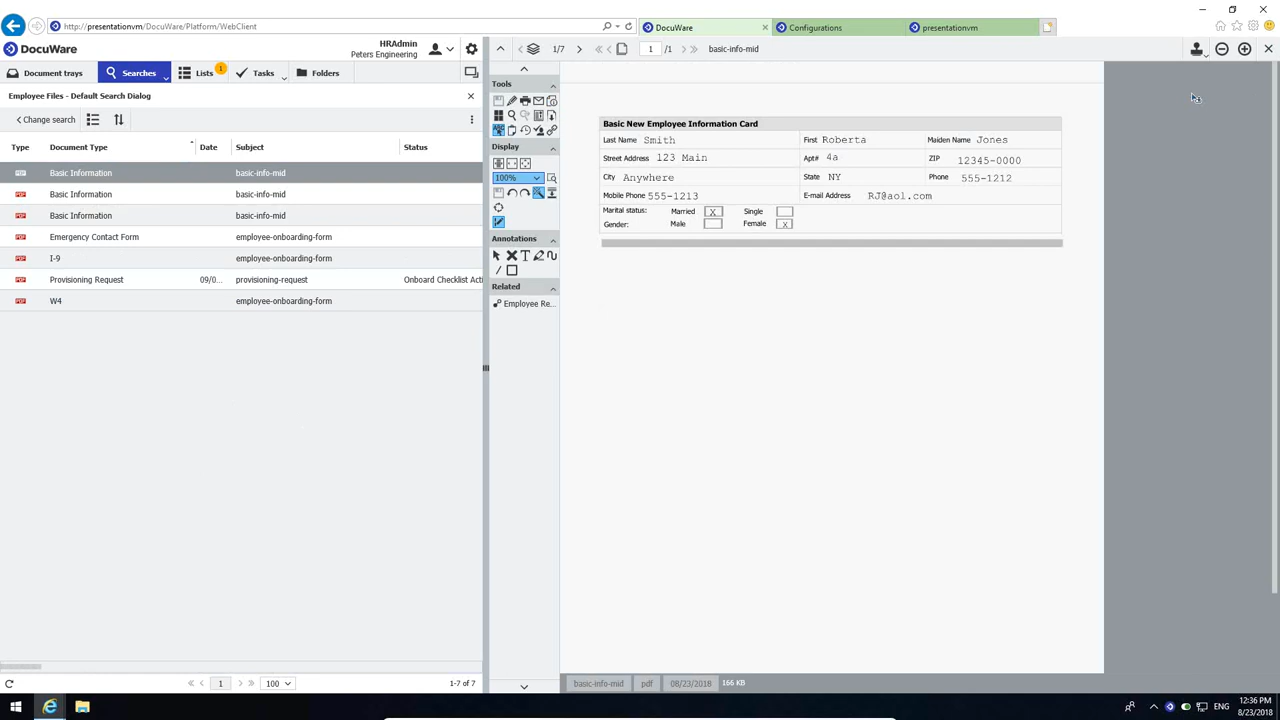 http://presentationvm/DocuWare/Platform/WebClient
DocuWare
Configurations
presentationvm
DocuWare
HRAdmin
Peters Engineering
1/7
1 /1
basic-info-mid
Document trays
Searches
Lists
1
Tasks
Folders
Employee Files - Default Search Dialog
Change search
Type Document Type Date Subject Status
Basic Information basic-info-mid
Basic Information basic-info-mid
Basic Information basic-info-mid
Emergency Contact Form employee-onboarding-form
I-9 employee-onboarding-form
Provisioning Request 09/0... provisioning-request Onboard Checklist Acti
W4 employee-onboarding-form
1
100
1-7 of 7
Tools
Display
100%
Annotations
Related
Employee Re...
Basic New Employee Information Card
Last Name Smith First Roberta Maiden Name Jones
Street Address 123 Main Apt# 4a ZIP 12345-0000
City Anywhere State NY Phone 555-1212
Mobile Phone 555-1213 E-mail Address RJ@aol.com
Marital status: Married X Single
Gender: Male Female X
basic-info-mid pdf 08/23/2018 166 KB
ENG
12:36 PM
8/23/2018